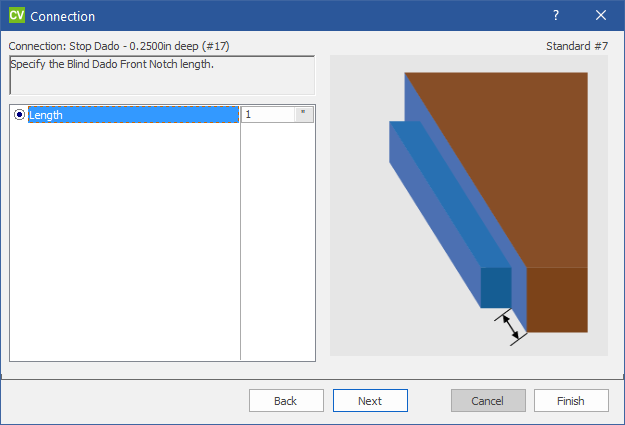 CV Connection ?
Connection: Stop Dado - 0.2500in deep (#17) Standard #7
Specify the Blind Dado Front Notch length.
Length 1 "
Back Next Cancel Finish